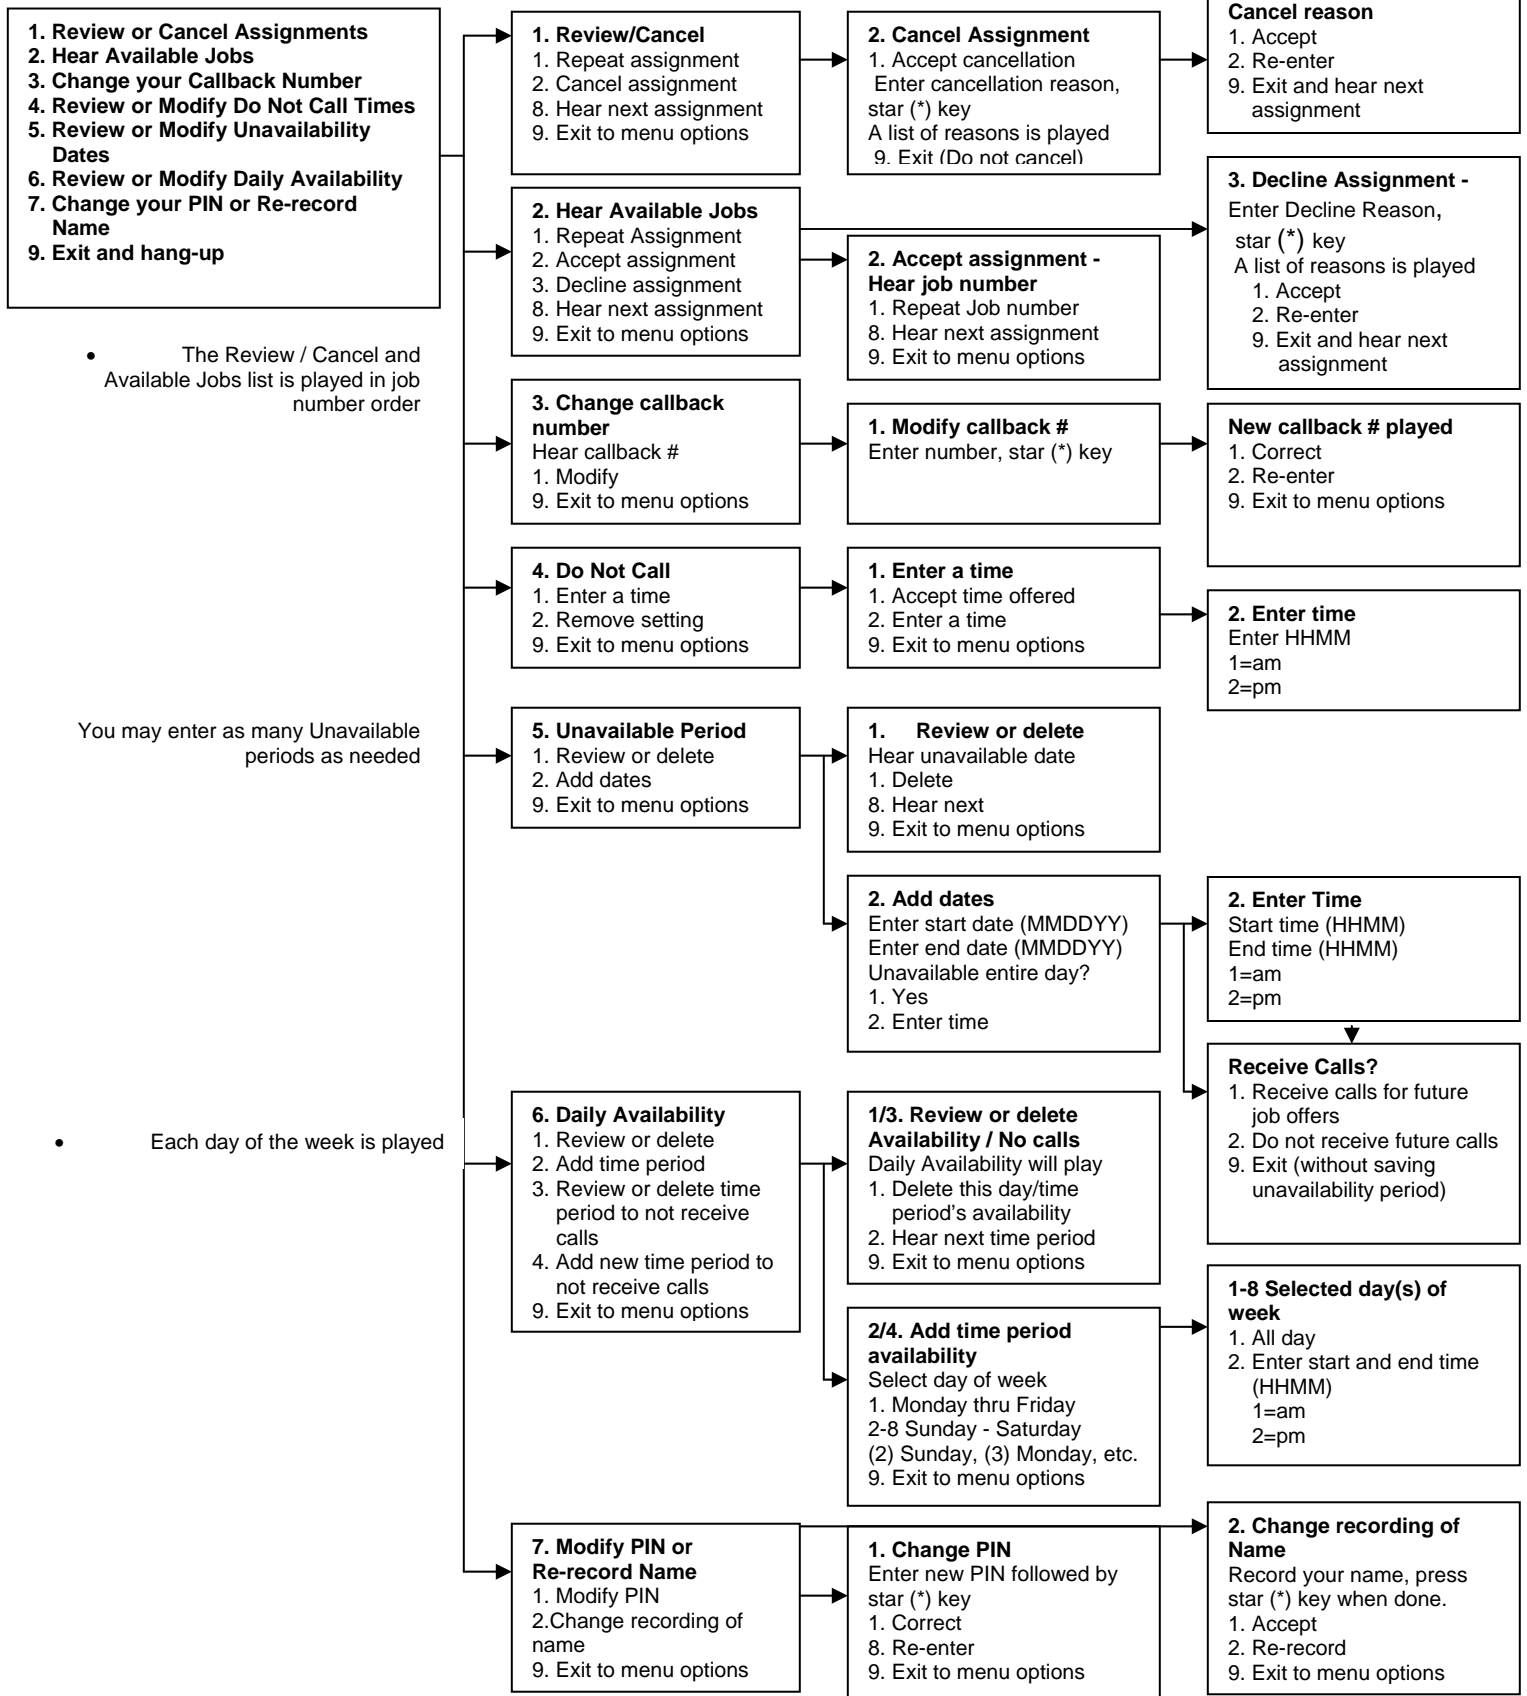 1. Review or Cancel Assignments
2. Hear Available Jobs
3. Change your Callback Number
4. Review or Modify Do Not Call Times
5. Review or Modify Unavailability
Dates
6. Review or Modify Daily Availability
7. Change your PIN or Re-record
Name
9. Exit and hang-up
1. Review/Cancel
1. Repeat assignment
2. Cancel assignment
8. Hear next assignment
9. Exit to menu options
2. Cancel Assignment
1. Accept cancellation
Enter cancellation reason,
star (*) key
A list of reasons is played
9. Exit (Do not cancel)
Cancel reason
1. Accept
2. Re-enter
9. Exit and hear next
assignment
2. Hear Available Jobs
1. Repeat Assignment
2. Accept assignment
3. Decline assignment
8. Hear next assignment
9. Exit to menu options
2. Accept assignment -
Hear job number
1. Repeat Job number
8. Hear next assignment
9. Exit to menu options
3. Decline Assignment -
Enter Decline Reason,
star (*) key
A list of reasons is played
1. Accept
2. Re-enter
9. Exit and hear next
assignment
• The Review / Cancel and
Available Jobs list is played in job
number order
3. Change callback
number
Hear callback #
1. Modify
9. Exit to menu options
1. Modify callback #
Enter number, star (*) key
New callback # played
1. Correct
2. Re-enter
9. Exit to menu options
4. Do Not Call
1. Enter a time
2. Remove setting
9. Exit to menu options
1. Enter a time
1. Accept time offered
2. Enter a time
9. Exit to menu options
2. Enter time
Enter HHMM
1=am
2=pm
You may enter as many Unavailable
periods as needed
5. Unavailable Period
1. Review or delete
2. Add dates
9. Exit to menu options
1. Review or delete
Hear unavailable date
1. Delete
8. Hear next
9. Exit to menu options
2. Add dates
Enter start date (MMDDYY)
Enter end date (MMDDYY)
Unavailable entire day?
1. Yes
2. Enter time
2. Enter Time
Start time (HHMM)
End time (HHMM)
1=am
2=pm
Receive Calls?
1. Receive calls for future
job offers
2. Do not receive future calls
9. Exit (without saving
unavailability period)
• Each day of the week is played
6. Daily Availability
1. Review or delete
2. Add time period
3. Review or delete time
period to not receive
calls
4. Add new time period to
not receive calls
9. Exit to menu options
1/3. Review or delete
Availability / No calls
Daily Availability will play
1. Delete this day/time
period's availability
2. Hear next time period
9. Exit to menu options
2/4. Add time period
availability
Select day of week
1. Monday thru Friday
2-8 Sunday - Saturday
(2) Sunday, (3) Monday, etc.
9. Exit to menu options
1-8 Selected day(s) of
week
1. All day
2. Enter start and end time
(HHMM)
1=am
2=pm
7. Modify PIN or
Re-record Name
1. Modify PIN
2.Change recording of
name
9. Exit to menu options
1. Change PIN
Enter new PIN followed by
star (*) key
1. Correct
8. Re-enter
9. Exit to menu options
2. Change recording of
Name
Record your name, press
star (*) key when done.
1. Accept
2. Re-record
9. Exit to menu options